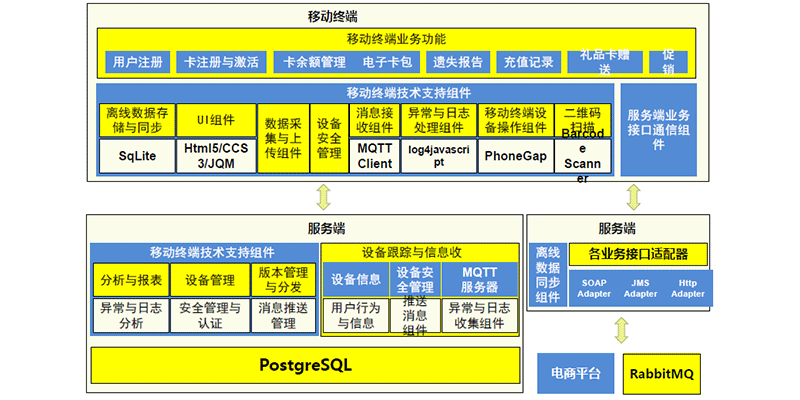 移动终端
移动终端业务功能
用户注册
卡注册与激活
卡余额管理
电子卡包
遗失报告
充值记录
礼品卡赠
送
促
销
移动终端技术支持组件
离线数据存
储与同步
SqLite
UI组件
Html5/CCS
3/JQM
数据采
集与上
传组件
设备
安全
管理
消息接
收组件
MQTT
Client
异常与日志
处理组件
log4javascri
pt
移动终端设
备操作组件
PhoneGap
二维码
扫描
Barcod
e
Scann
er
服务端业务
接口通信组
件
服务端
移动终端技术支持组件
分析与报表
设备管理
版本管理
与分发
异常与日志
分析
安全管理与
认证
消息推送
管理
设备跟踪与信息收
设备信息
设备安
全管理
MQTT
服务器
用户行为
与信息
推送
消息
组件
异常与日志
收集组件
PostgreSQL
服务端
离线
数据
同步
组件
各业务接口适配器
SOAP
Adapter
JMS
Adapter
Http
Adapter
电商平台
RabbitMQ